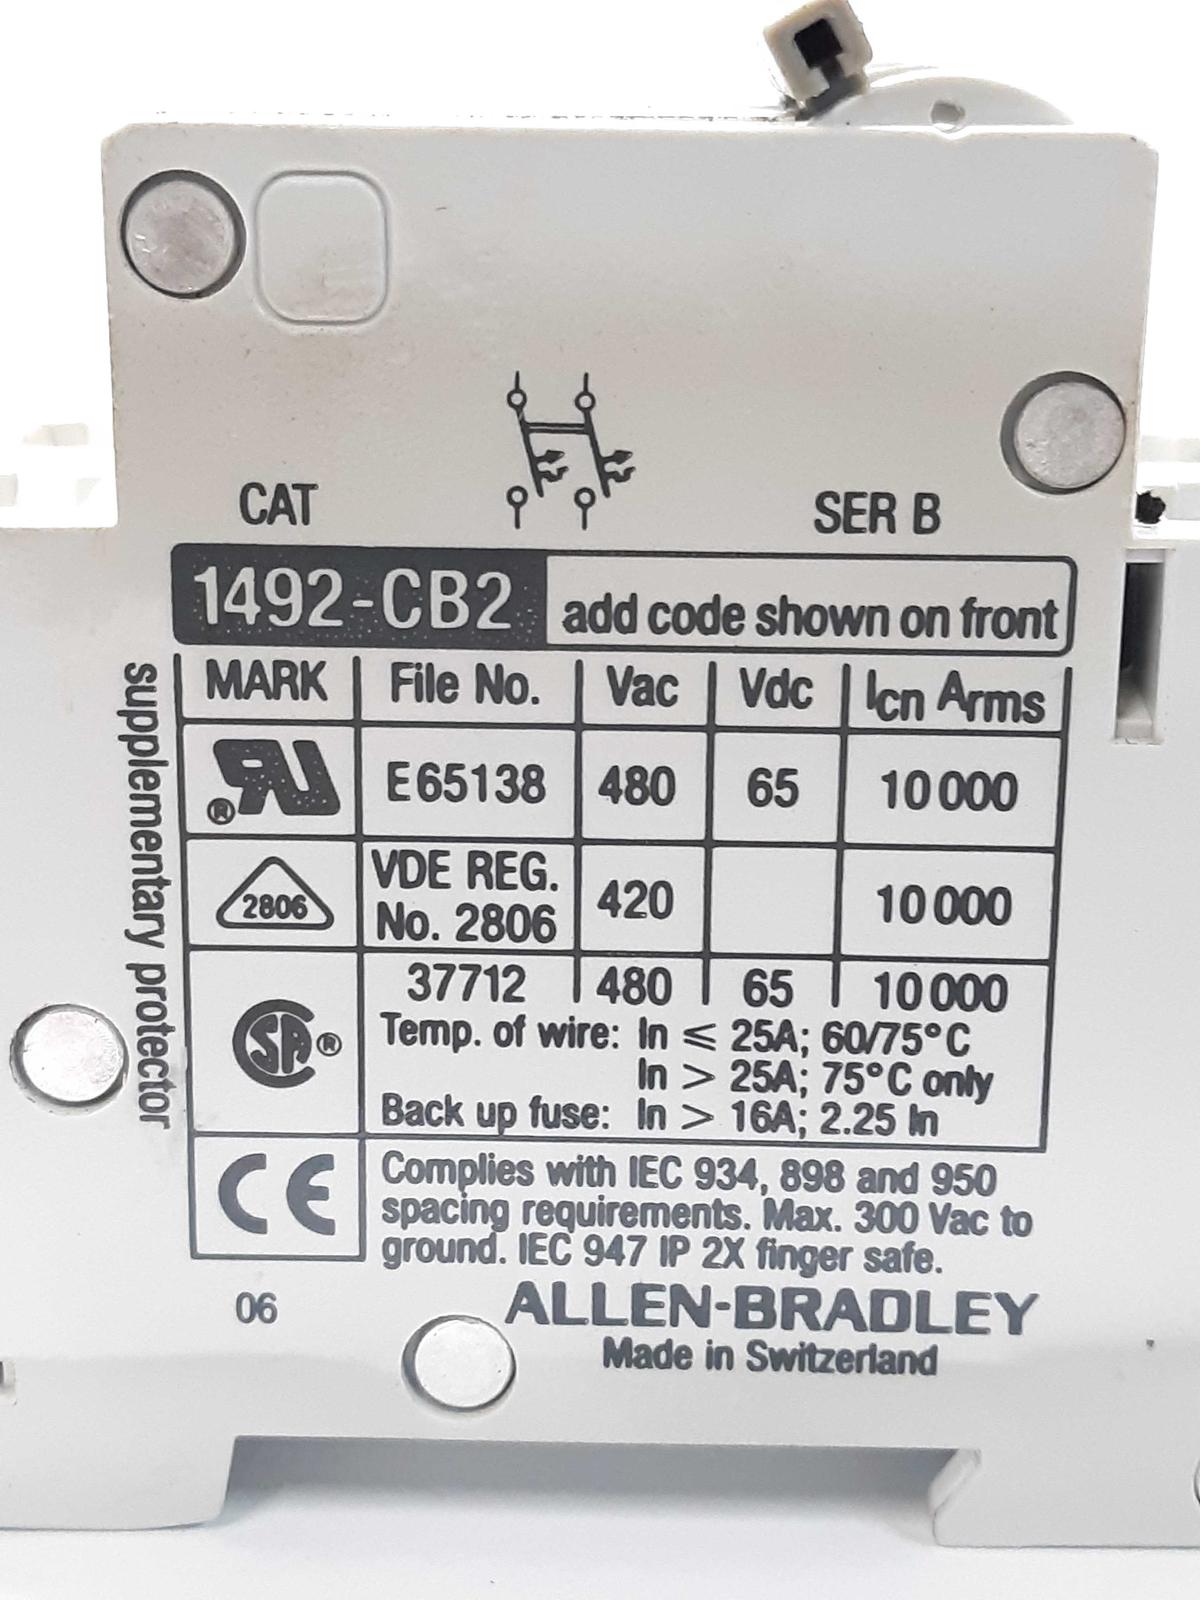 CAT
SER B
1492-CB2 add code shown on front
supplementary protector
MARK File No. Vac Vdc Icn Arms
RU® E65138 480 65 10 000
2806 VDE REG. No. 2806 420 10 000
SA® 37712 480 65 10 000
Temp. of wire: In ≤ 25A; 60/75°C
In > 25A; 75°C only
Back up fuse: In > 16A; 2.25 In
CE
Complies with IEC 934, 898 and 950
spacing requirements. Max. 300 Vac to
ground. IEC 947 IP 2X finger safe.
06
ALLEN-BRADLEY
Made in Switzerland